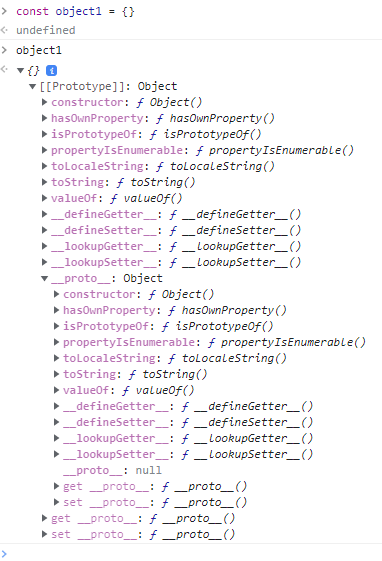 > const object1 = {}
<· undefined
> object1
<· ▼{} i
▼[[Prototype]]: Object
▶constructor: ƒ Object()
▶hasOwnProperty: ƒ hasOwnProperty()
▶isPrototypeOf: ƒ isPrototypeOf()
▶propertyIsEnumerable: ƒ propertyIsEnumerable()
▶toLocaleString: ƒ toLocaleString()
▶toString: ƒ toString()
▶valueOf: ƒ valueOf()
▶__defineGetter__: ƒ __defineGetter__()
▶__defineSetter__: ƒ __defineSetter__()
▶__lookupGetter__: ƒ __lookupGetter__()
▶__lookupSetter__: ƒ __lookupSetter__()
▼__proto__: Object
▶constructor: ƒ Object()
▶hasOwnProperty: ƒ hasOwnProperty()
▶isPrototypeOf: ƒ isPrototypeOf()
▶propertyIsEnumerable: ƒ propertyIsEnumerable()
▶toLocaleString: ƒ toLocaleString()
▶toString: ƒ toString()
▶valueOf: ƒ valueOf()
▶__defineGetter__: ƒ __defineGetter__()
▶__defineSetter__: ƒ __defineSetter__()
▶__lookupGetter__: ƒ __lookupGetter__()
▶__lookupSetter__: ƒ __lookupSetter__()
__proto__: null
▶get __proto__: ƒ __proto__()
▶set __proto__: ƒ __proto__()
▶get __proto__: ƒ __proto__()
▶set __proto__: ƒ __proto__()
>